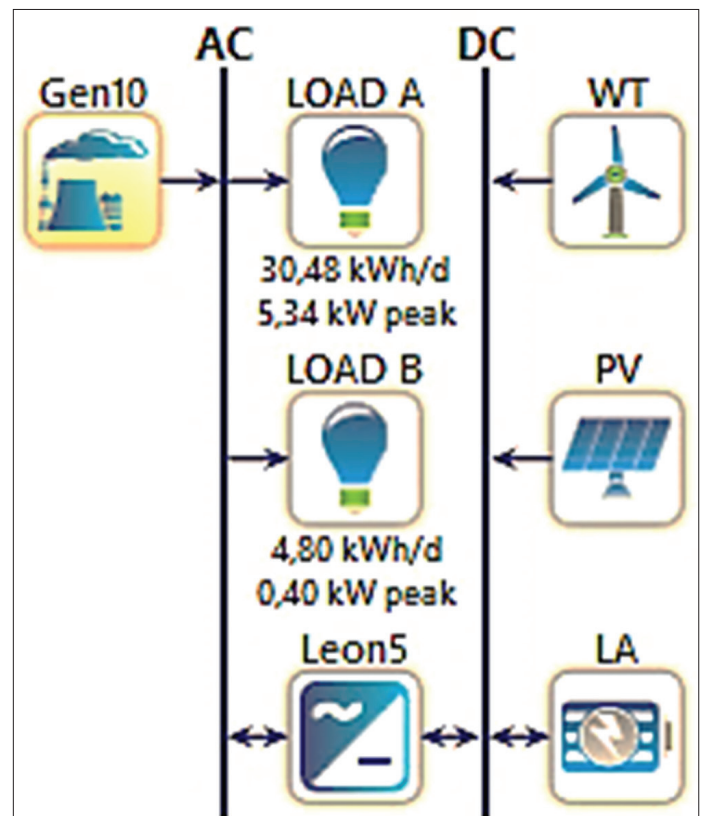 AC DC
Gen10 LOAD A WT
30,48 kWh/d
5,34 kW peak
LOAD B PV
4,80 kWh/d
0,40 kW peak
Leon5 LA